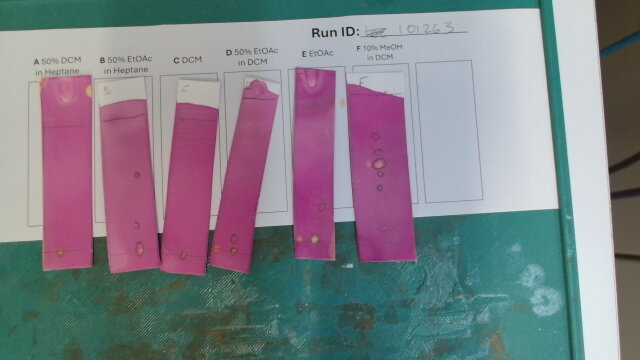 Run ID: 101263
A 50% DCM
in Heptane
B 50% EtOAc
in Heptane
C DCM
D 50% EtOAc
in DCM
E EtOAc
F 10% MeOH
in DCM
B
C
F